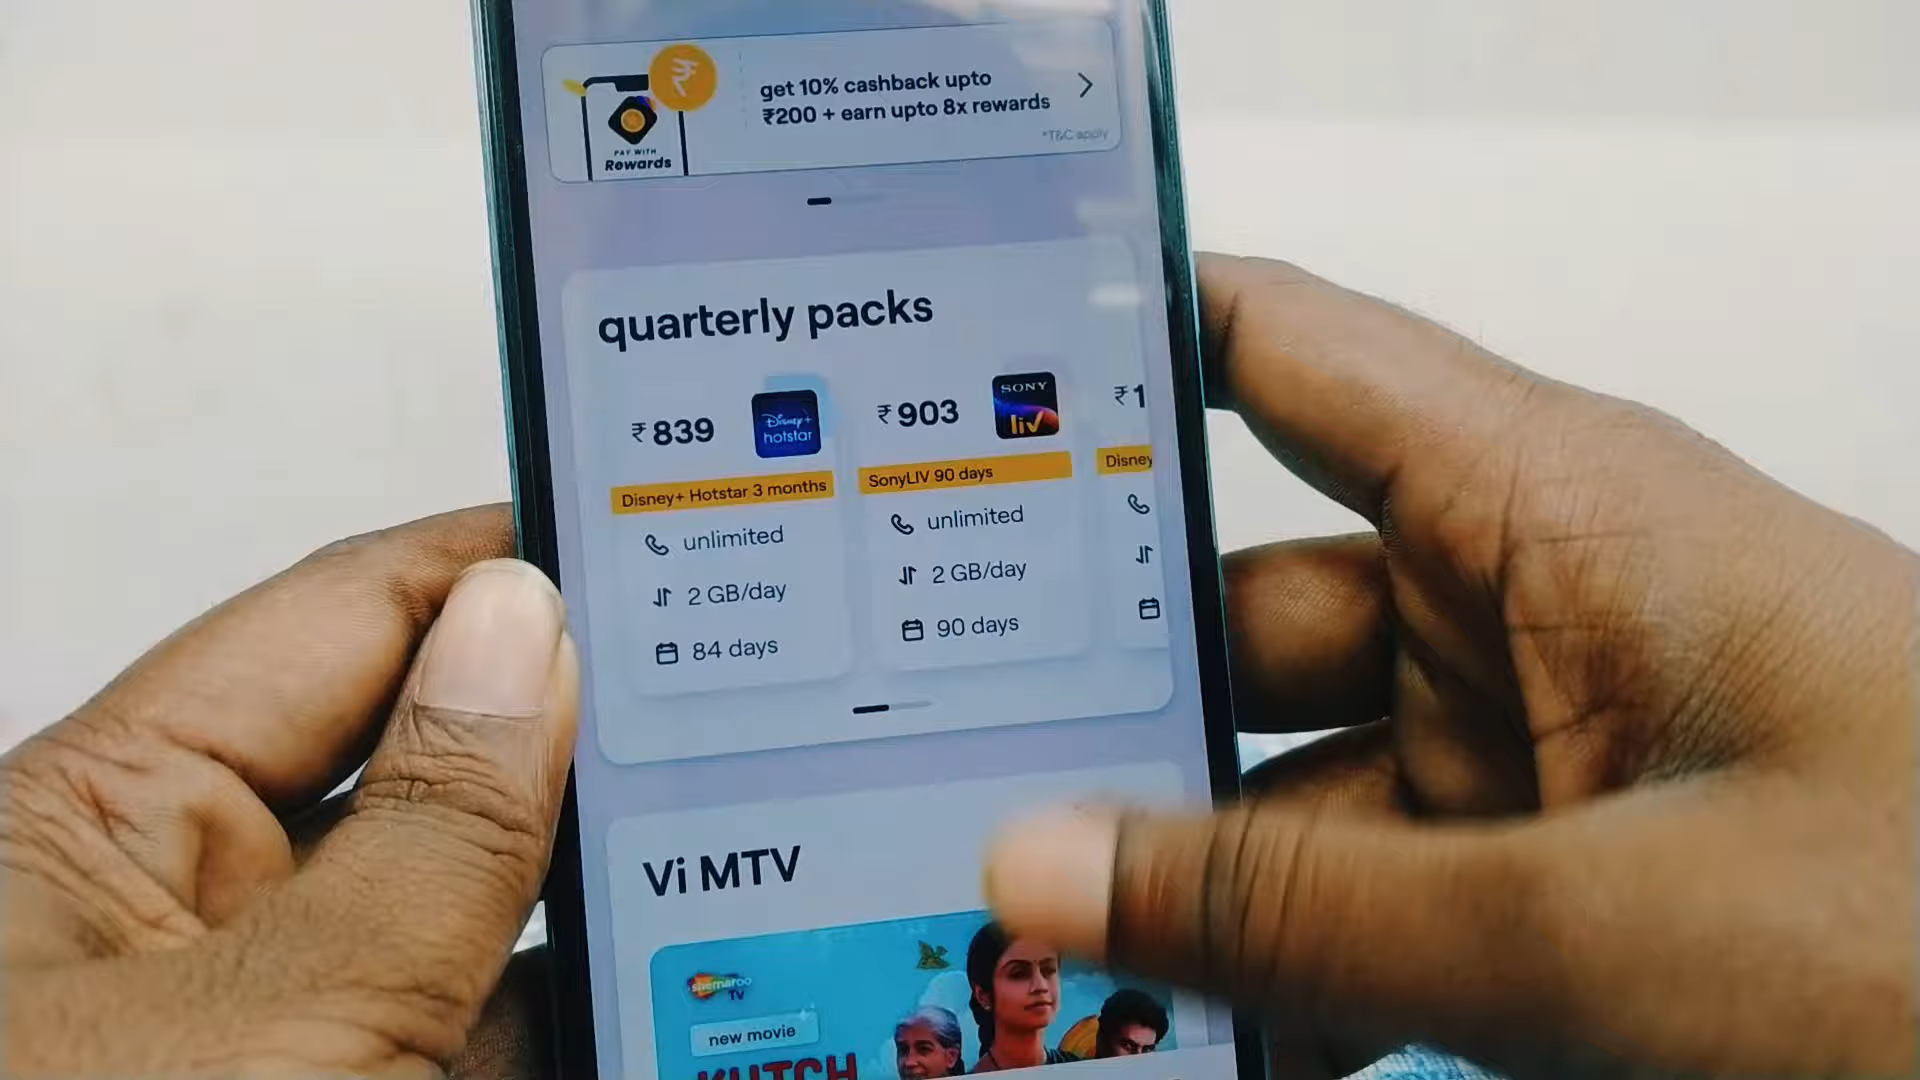 get 10% cashback upto
₹200 + earn upto 8x rewards
*T&C apply
PAY WITH
Rewards
quarterly packs
₹839
Disney+
hotstar
Disney+ Hotstar 3 months
unlimited
2 GB/day
84 days
₹903
SONY
liv
SonyLIV 90 days
unlimited
2 GB/day
90 days
₹1
Disney
Vi MTV
shemaroo
TV
new movie
KUTCH